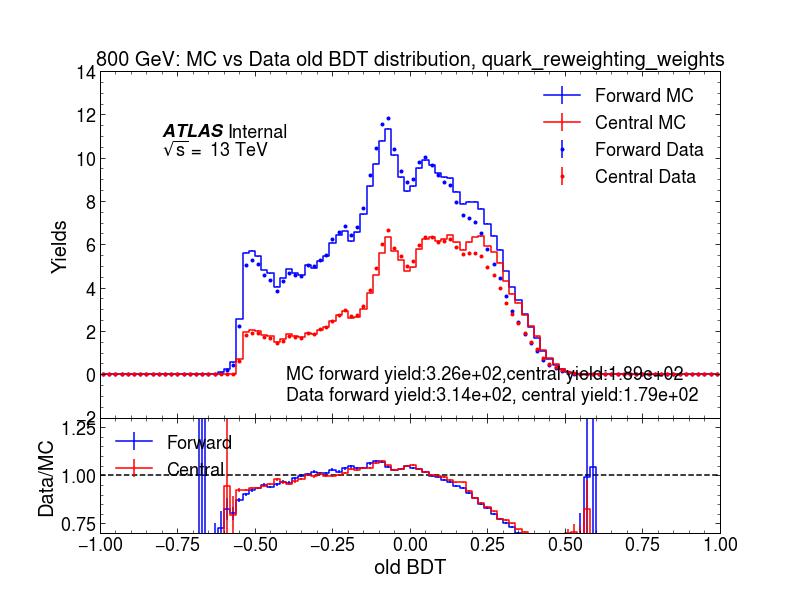 800 GeV: MC vs Data old BDT distribution, quark_reweighting_weights
14
12
10
8
6
4
2
0
−2
Yields
ATLAS Internal
√s = 13 TeV
Forward MC
Central MC
Forward Data
Central Data
MC forward yield:3.26e+02,central yield:1.89e+02
Data forward yield:3.14e+02, central yield:1.79e+02
1.25
1.00
0.75
Data/MC
Forward
Central
−1.00 −0.75 −0.50 −0.25 0.00 0.25 0.50 0.75 1.00
old BDT